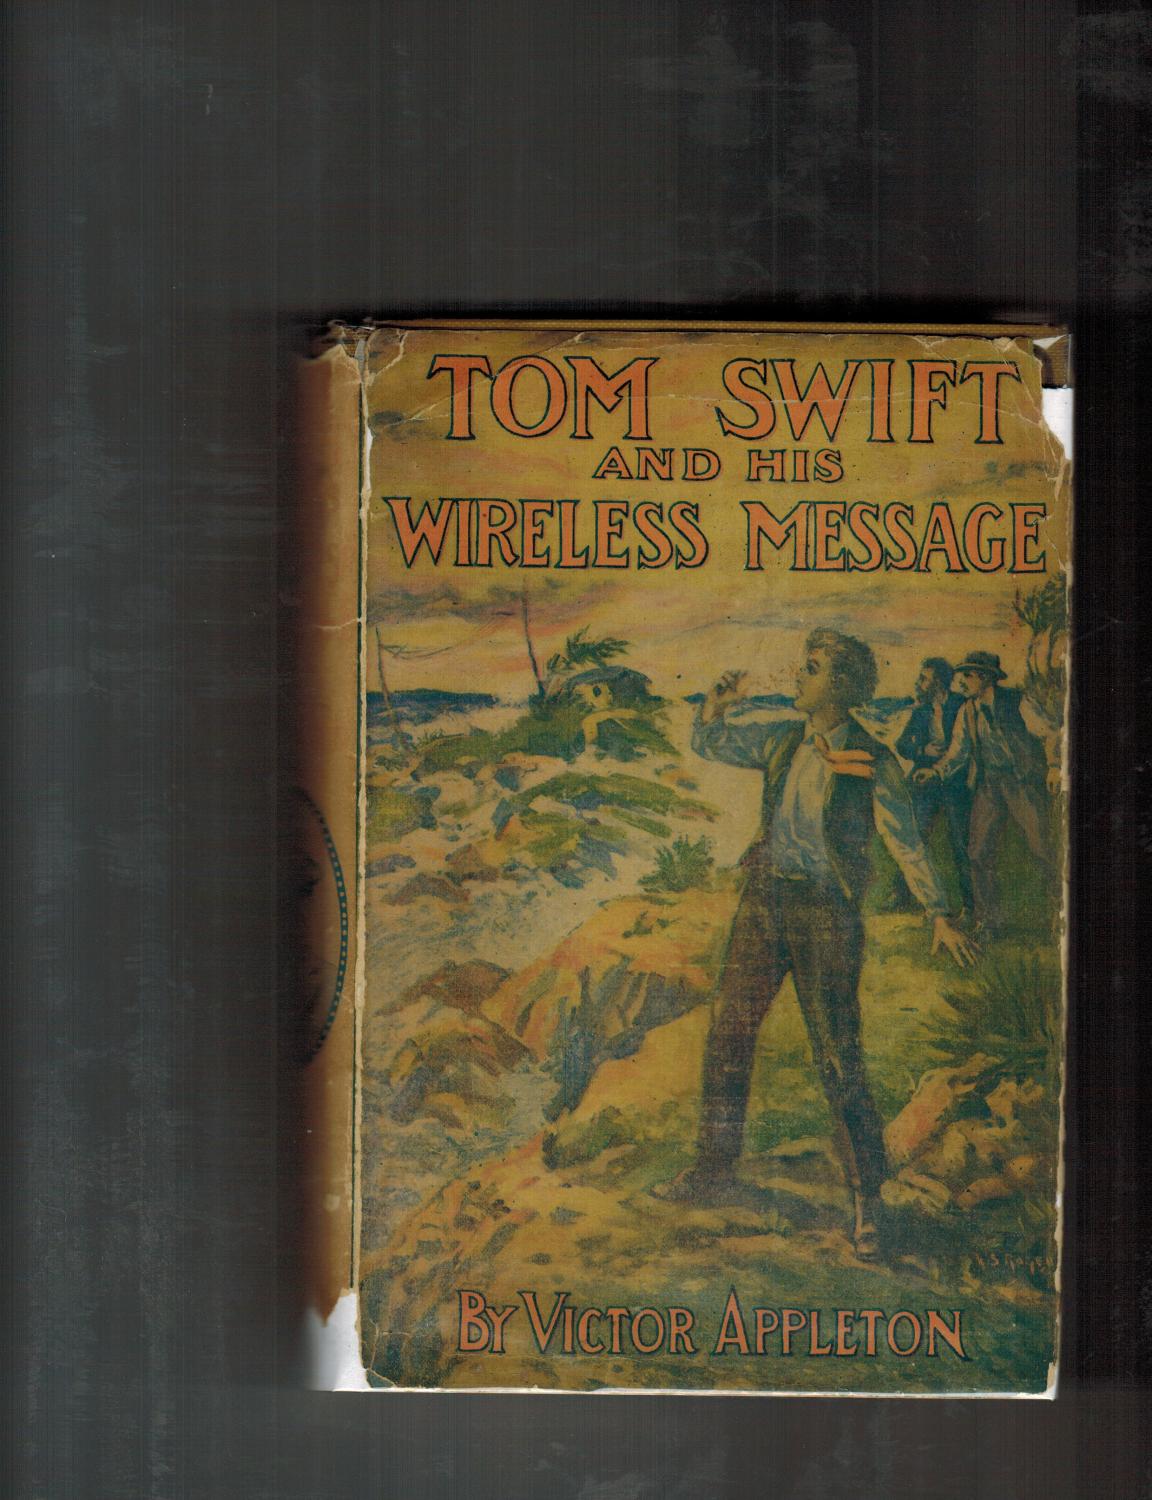 TOM SWIFT
AND HIS
WIRELESS MESSAGE
BY VICTOR APPLETON